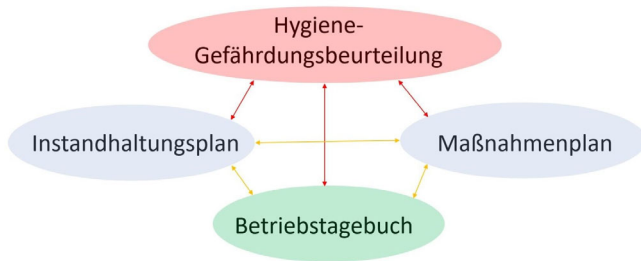 Hygiene-
Gefährdungsbeurteilung
Instandhaltungsplan
Maßnahmenplan
Betriebstagebuch